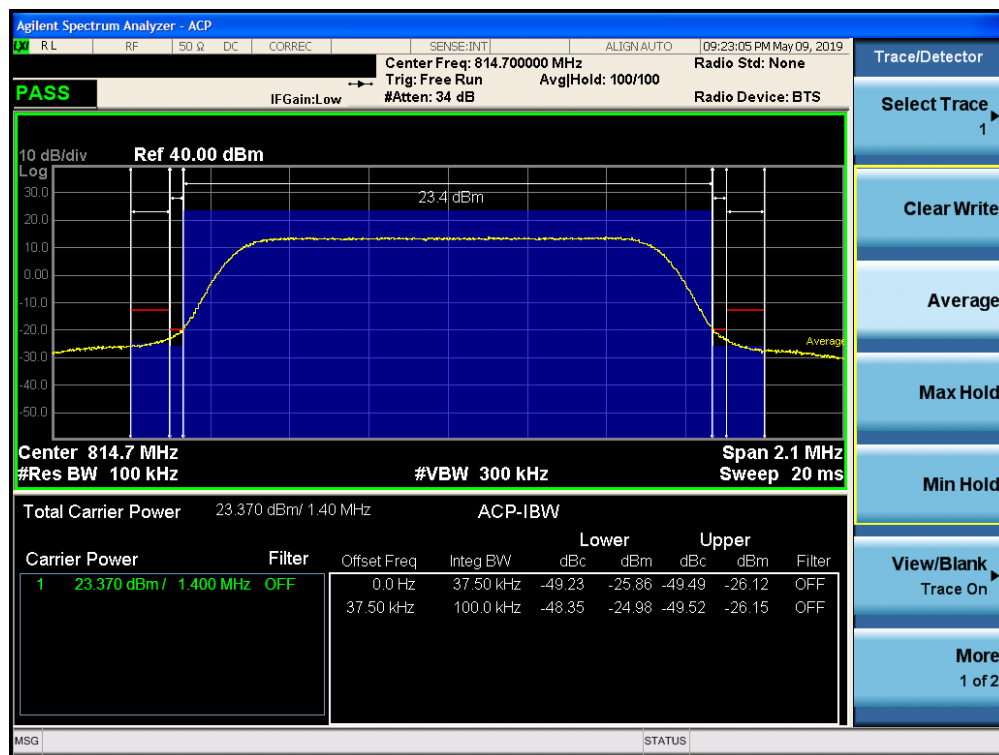 Agilent Spectrum Analyzer - ACP
LXI RL RF 50 Ω DC CORREC SENSE:INT ALIGN AUTO 09:23:05 PM May 09, 2019
Center Freq: 814.700000 MHz Radio Std: None
Trig: Free Run Avg|Hold: 100/100
PASS IFGain:Low #Atten: 34 dB Radio Device: BTS
10 dB/div Ref 40.00 dBm
Log
30.0
23.4 dBm
20.0
10.0
0.00
-10.0
-20.0
Average
-30.0
-40.0
-50.0
Center 814.7 MHz Span 2.1 MHz
#Res BW 100 kHz #VBW 300 kHz Sweep 20 ms
Total Carrier Power 23.370 dBm/ 1.40 MHz ACP-IBW
Lower Upper
Carrier Power Filter Offset Freq Integ BW dBc dBm dBc dBm Filter
1 23.370 dBm / 1.400 MHz OFF 0.0 Hz 37.50 kHz -49.23 -25.86 -49.49 -26.12 OFF
37.50 kHz 100.0 kHz -48.35 -24.98 -49.52 -26.15 OFF
MSG STATUS
Trace/Detector
Select Trace
1
Clear Write
Average
Max Hold
Min Hold
View/Blank
Trace On
More
1 of 2